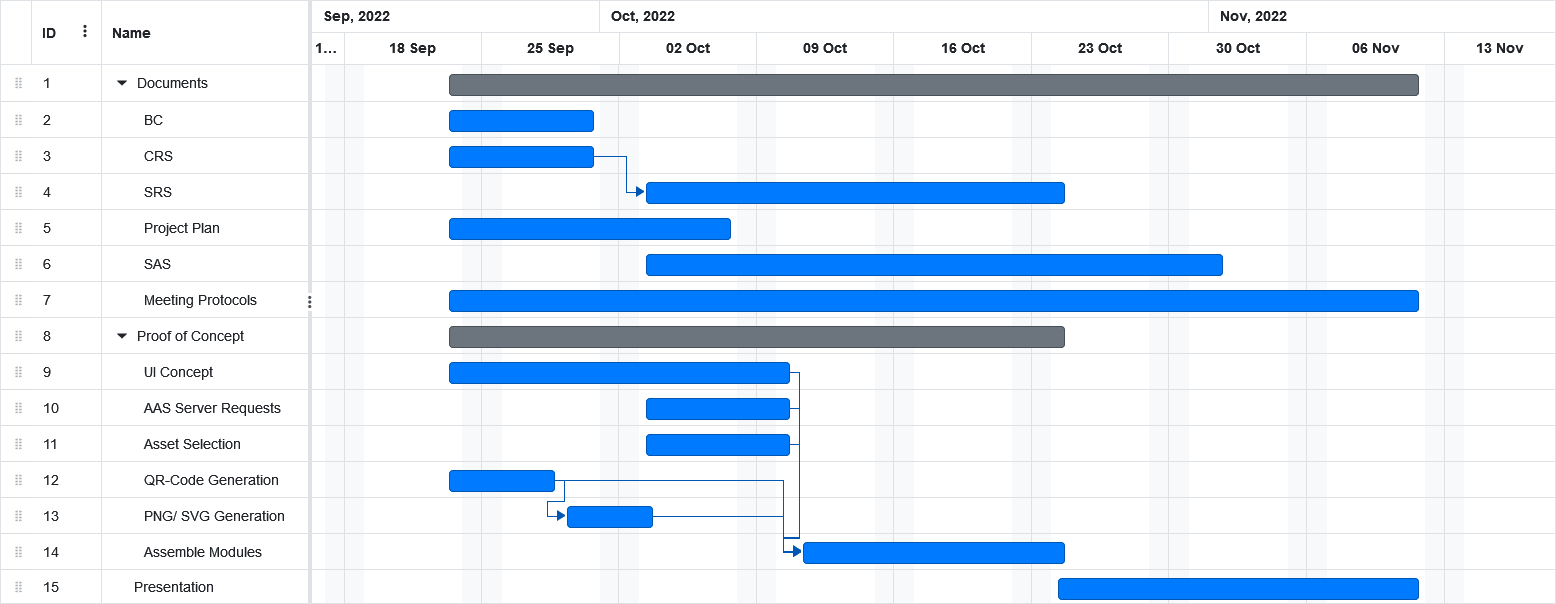 ID Name Sep, 2022 Oct, 2022 Nov, 2022
1... 18 Sep 25 Sep 02 Oct 09 Oct 16 Oct 23 Oct 30 Oct 06 Nov 13 Nov
1 Documents
2 BC
3 CRS
4 SRS
5 Project Plan
6 SAS
7 Meeting Protocols
8 Proof of Concept
9 UI Concept
10 AAS Server Requests
11 Asset Selection
12 QR-Code Generation
13 PNG/ SVG Generation
14 Assemble Modules
15 Presentation